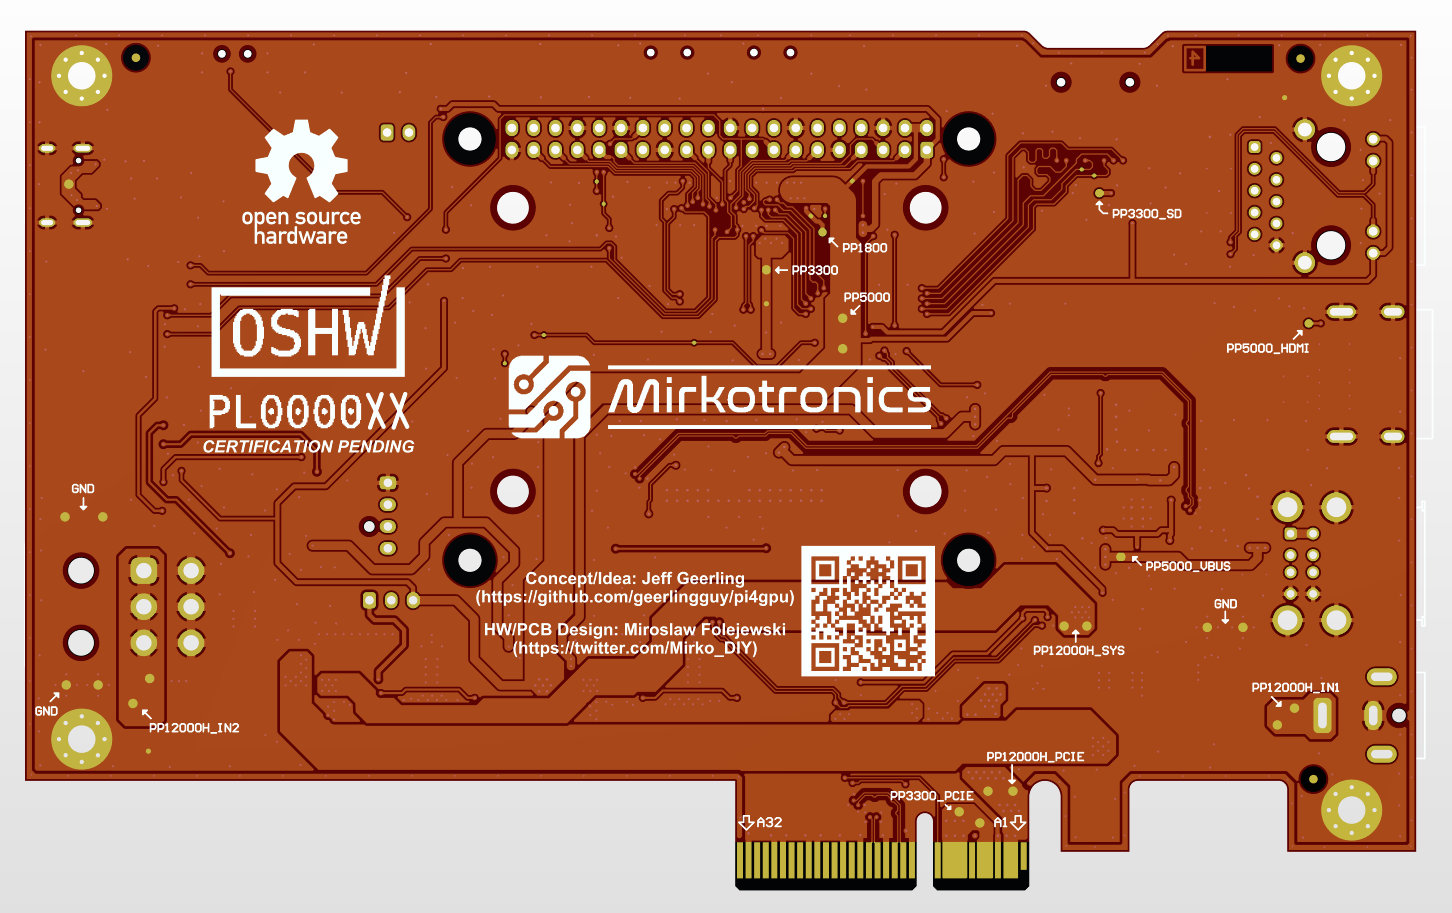 4
open source
hardware
PP3300_SD
PP1800
PP3300
PP5000
OSHW
PP5000_HDMI
Mirkotronics
PL0000XX
CERTIFICATION PENDING
GND
PP5000_VBUS
Concept/Idea: Jeff Geerling
(https://github.com/geerlingguy/pi4gpu)
GND
HW/PCB Design: Miroslaw Folejewski
(https://twitter.com/Mirko_DIY)
PP12000H_SYS
PP12000H_IN1
GND
PP12000H_IN2
PP12000H_PCIE
PP3300_PCIE
A32
A1